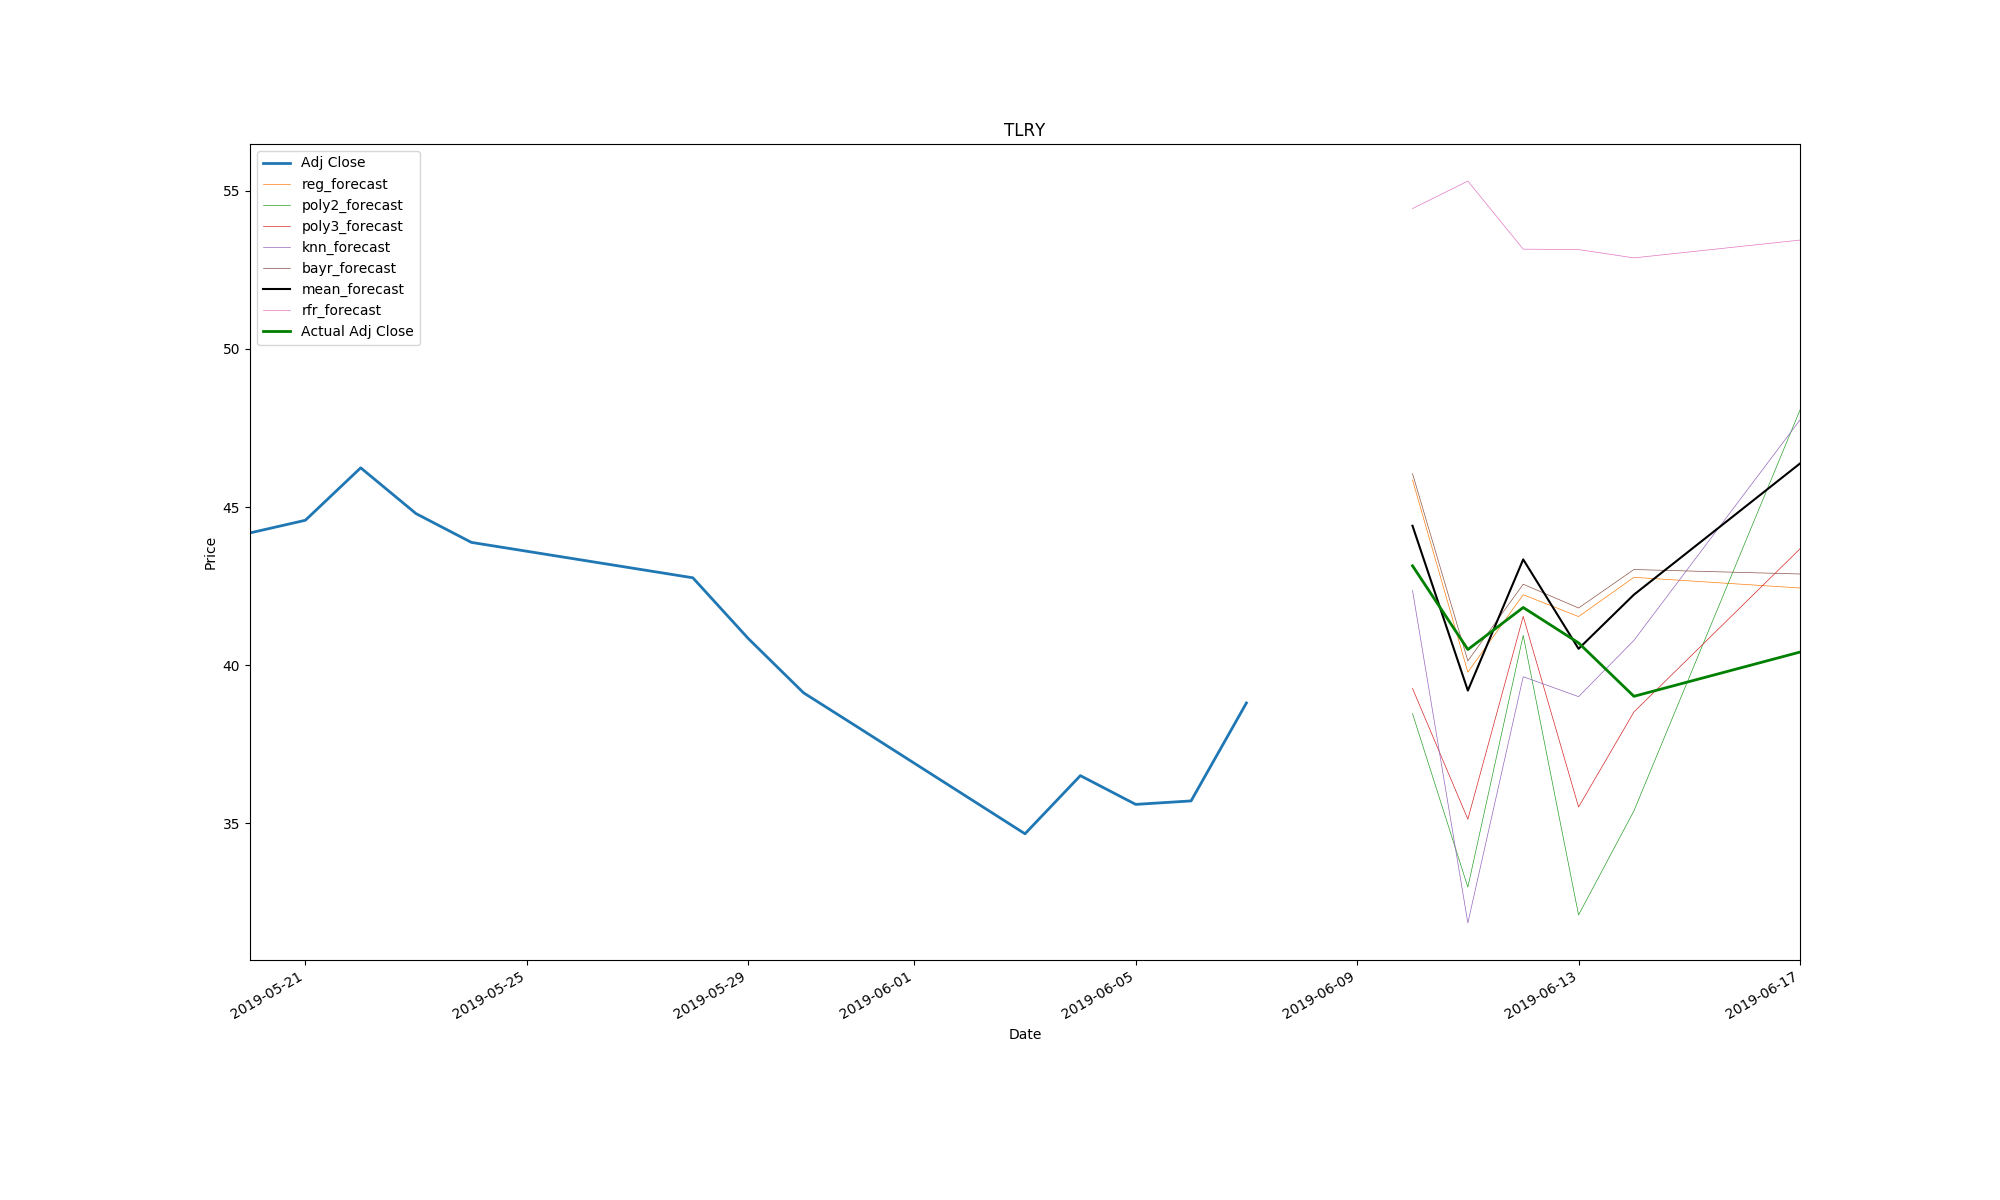 TLRY
Adj Close
reg_forecast
poly2_forecast
poly3_forecast
knn_forecast
bayr_forecast
mean_forecast
rfr_forecast
Actual Adj Close
55
50
45
40
35
Price
2019-05-21
2019-05-25
2019-05-29
2019-06-01
2019-06-05
2019-06-09
2019-06-13
2019-06-17
Date